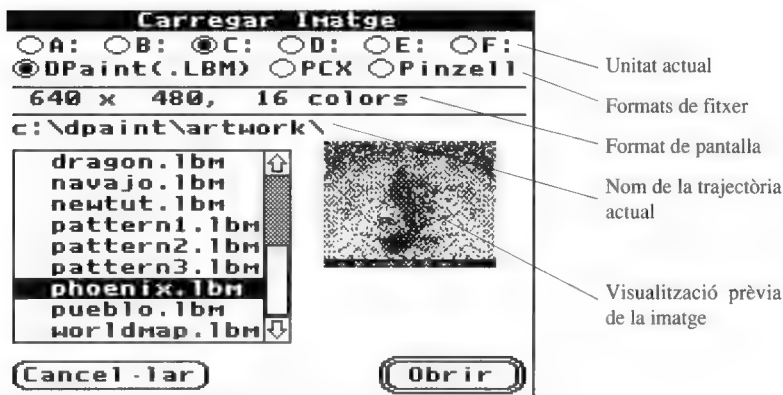 Carregar Imatge
A: B: C: D: E: F:
DPaint(.LBM) PCX Pinzell
640 x 480, 16 colors
c:\dpaint\artwork\
dragon.lbm
navajo.lbm
newtut.lbm
pattern1.lbm
pattern2.lbm
pattern3.lbm
phoenix.lbm
pueblo.lbm
worldmap.lbm
Cancel·lar
Obrir
Unitat actual
Formats de fitxer
Format de pantalla
Nom de la trajectòria
actual
Visualització prèvia
de la imatge